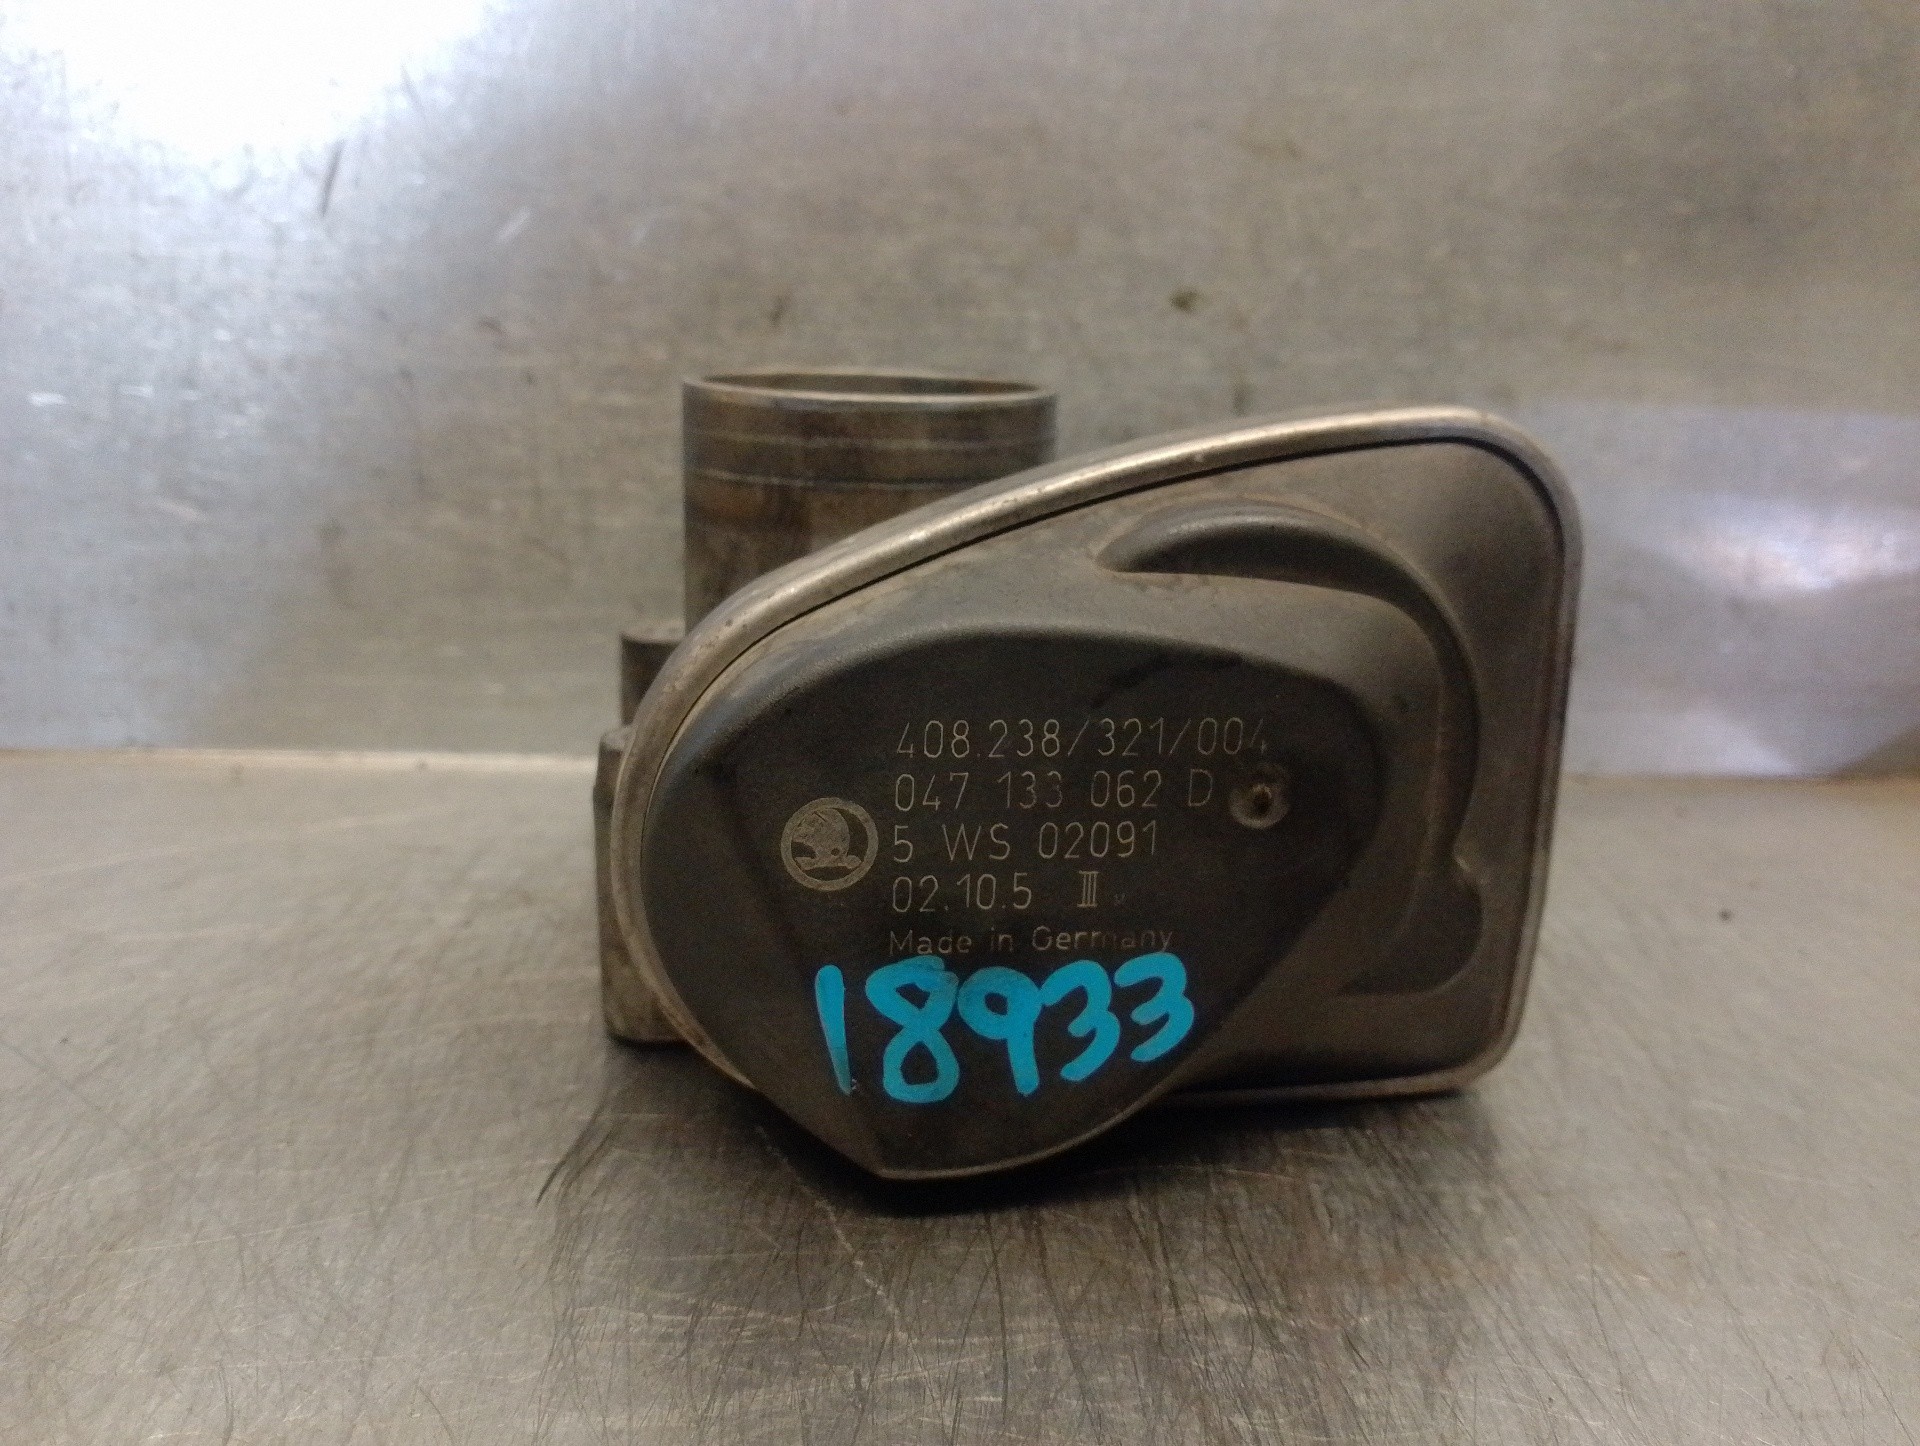 408.238/321/004
047 133 062 D
5 WS 02091
02.10.5 III M
Made in Germany
18933